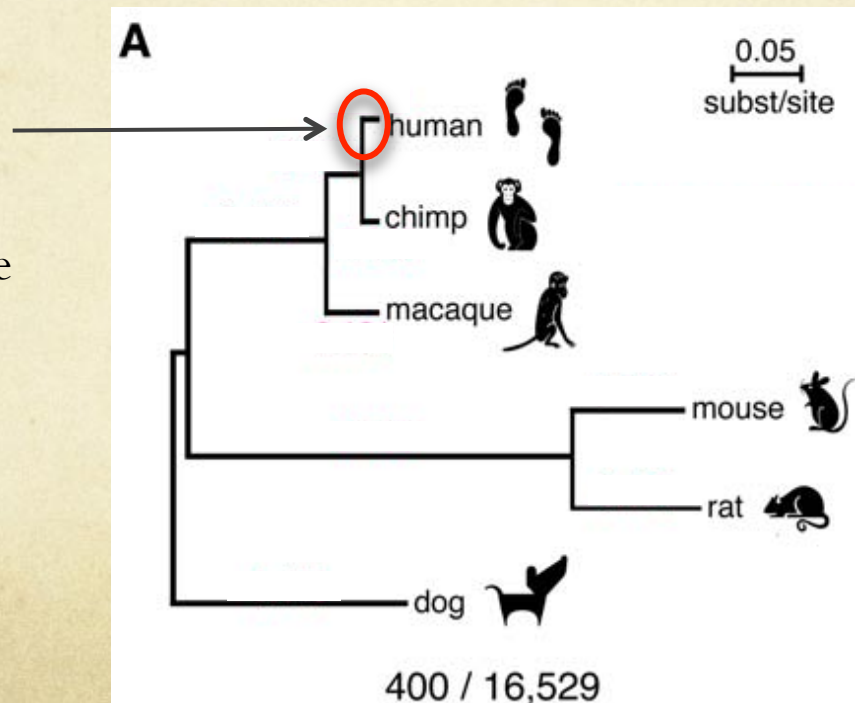 A
0.05
subst/site
human
chimp
e
macaque
mouse
rat
dog
400 / 16,529